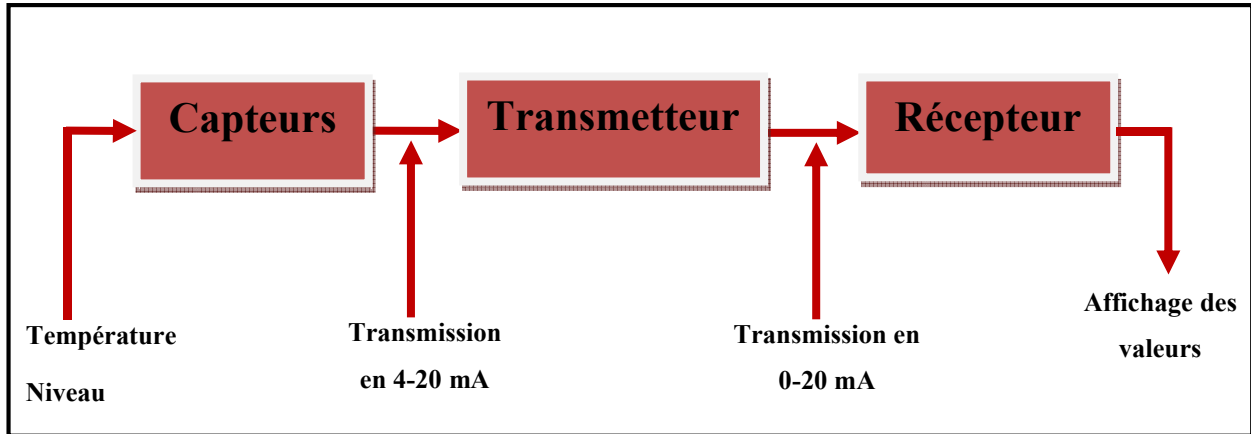 Capteurs
Transmetteur
Récepteur
Température
Niveau
Transmission
en 4-20 mA
Transmission en
0-20 mA
Affichage des
valeurs